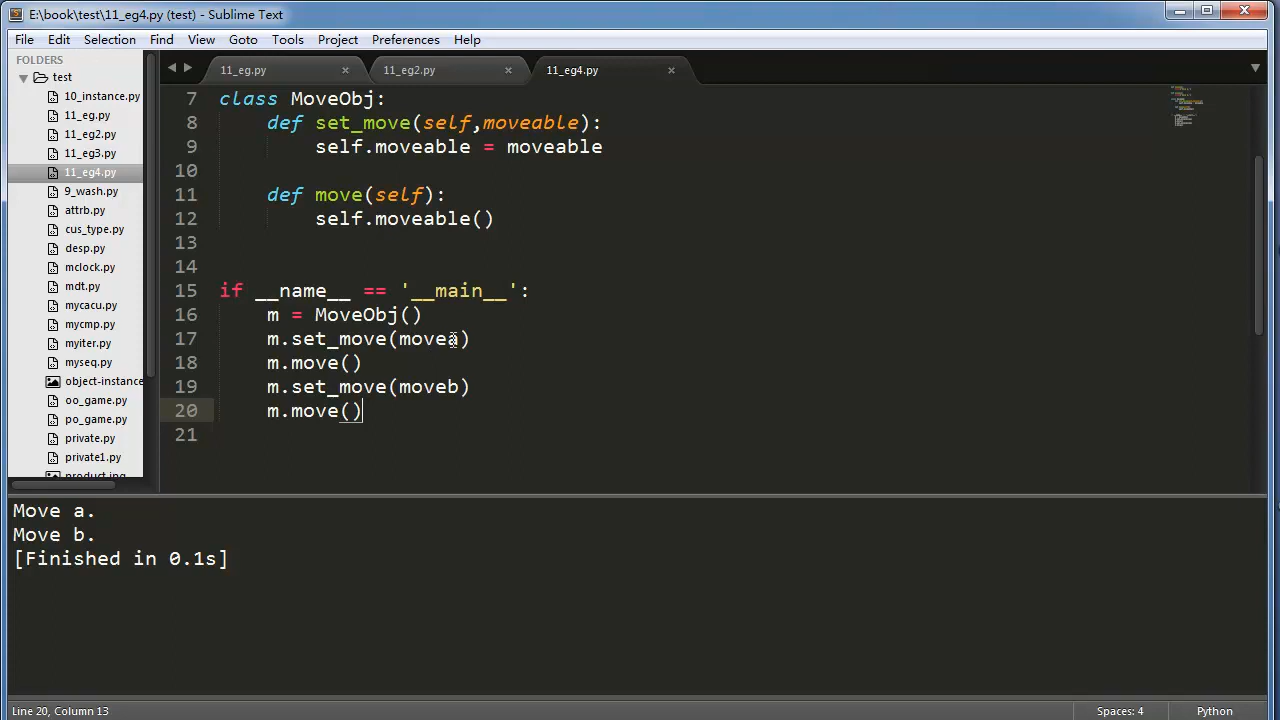 E:\book\test\11_eg4.py (test) - Sublime Text
File Edit Selection Find View Goto Tools Project Preferences Help
FOLDERS
test
10_instance.py
11_eg.py
11_eg2.py
11_eg3.py
11_eg4.py
9_wash.py
attrb.py
cus_type.py
desp.py
mclock.py
mdt.py
myacu.py
mycmp.py
myiter.py
myseq.py
object-instance
oo_game.py
po_game.py
private.py
private1.py
11_eg.py 11_eg2.py 11_eg4.py
7 class MoveObj:
8 def set_move(self,moveable):
9 self.moveable = moveable
10
11 def move(self):
12 self.moveable()
13
14
15 if __name__ == '__main__':
16 m = MoveObj()
17 m.set_move(movea)
18 m.move()
19 m.set_move(moveb)
20 m.move()
21
Move a.
Move b.
[Finished in 0.1s]
Line 20, Column 13 Spaces: 4 Python